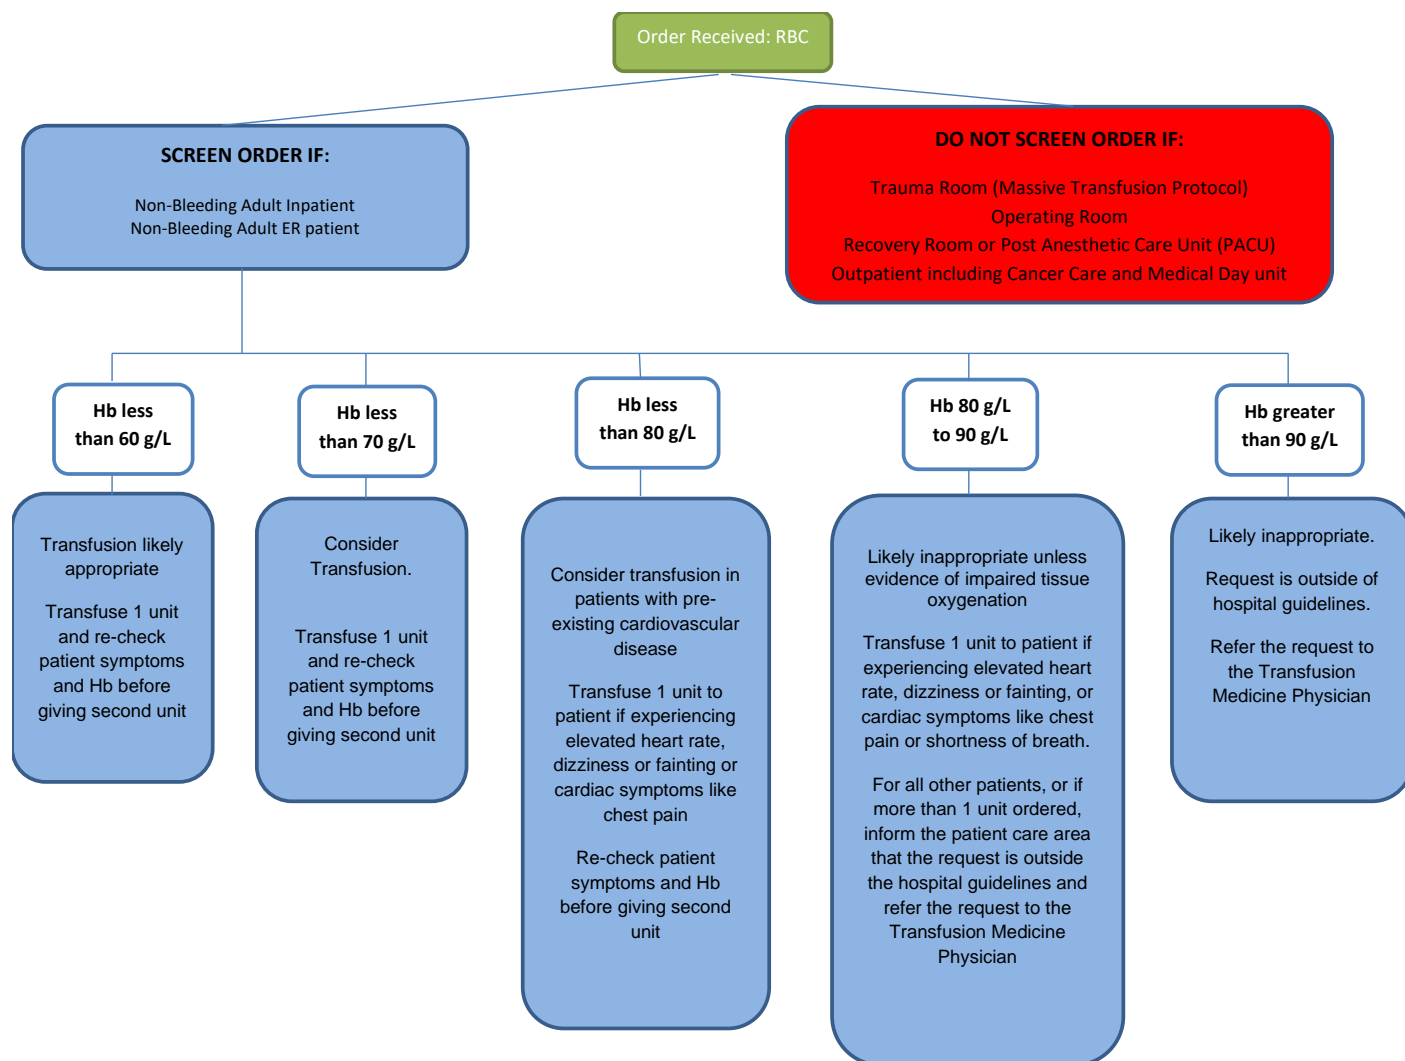 Order Received: RBC
SCREEN ORDER IF:
Non-Bleeding Adult Inpatient
Non-Bleeding Adult ER patient
DO NOT SCREEN ORDER IF:
Trauma Room (Massive Transfusion Protocol)
Operating Room
Recovery Room or Post Anesthetic Care Unit (PACU)
Outpatient including Cancer Care and Medical Day unit
Hb less
than 60 g/L
Transfusion likely
appropriate
Transfuse 1 unit
and re-check
patient symptoms
and Hb before
giving second unit
Hb less
than 70 g/L
Consider
Transfusion.
Transfuse 1 unit
and re-check
patient symptoms
and Hb before
giving second unit
Hb less
than 80 g/L
Consider transfusion in
patients with pre-
existing cardiovascular
disease
Transfuse 1 unit to
patient if experiencing
elevated heart rate,
dizziness or fainting or
cardiac symptoms like
chest pain
Re-check patient
symptoms and Hb
before giving second
unit
Hb 80 g/L
to 90 g/L
Likely inappropriate unless
evidence of impaired tissue
oxygenation
Transfuse 1 unit to patient if
experiencing elevated heart
rate, dizziness or fainting, or
cardiac symptoms like chest
pain or shortness of breath.
For all other patients, or if
more than 1 unit ordered,
inform the patient care area
that the request is outside
the hospital guidelines and
refer the request to the
Transfusion Medicine
Physician
Hb greater
than 90 g/L
Likely inappropriate.
Request is outside of
hospital guidelines.
Refer the request to
the Transfusion
Medicine Physician